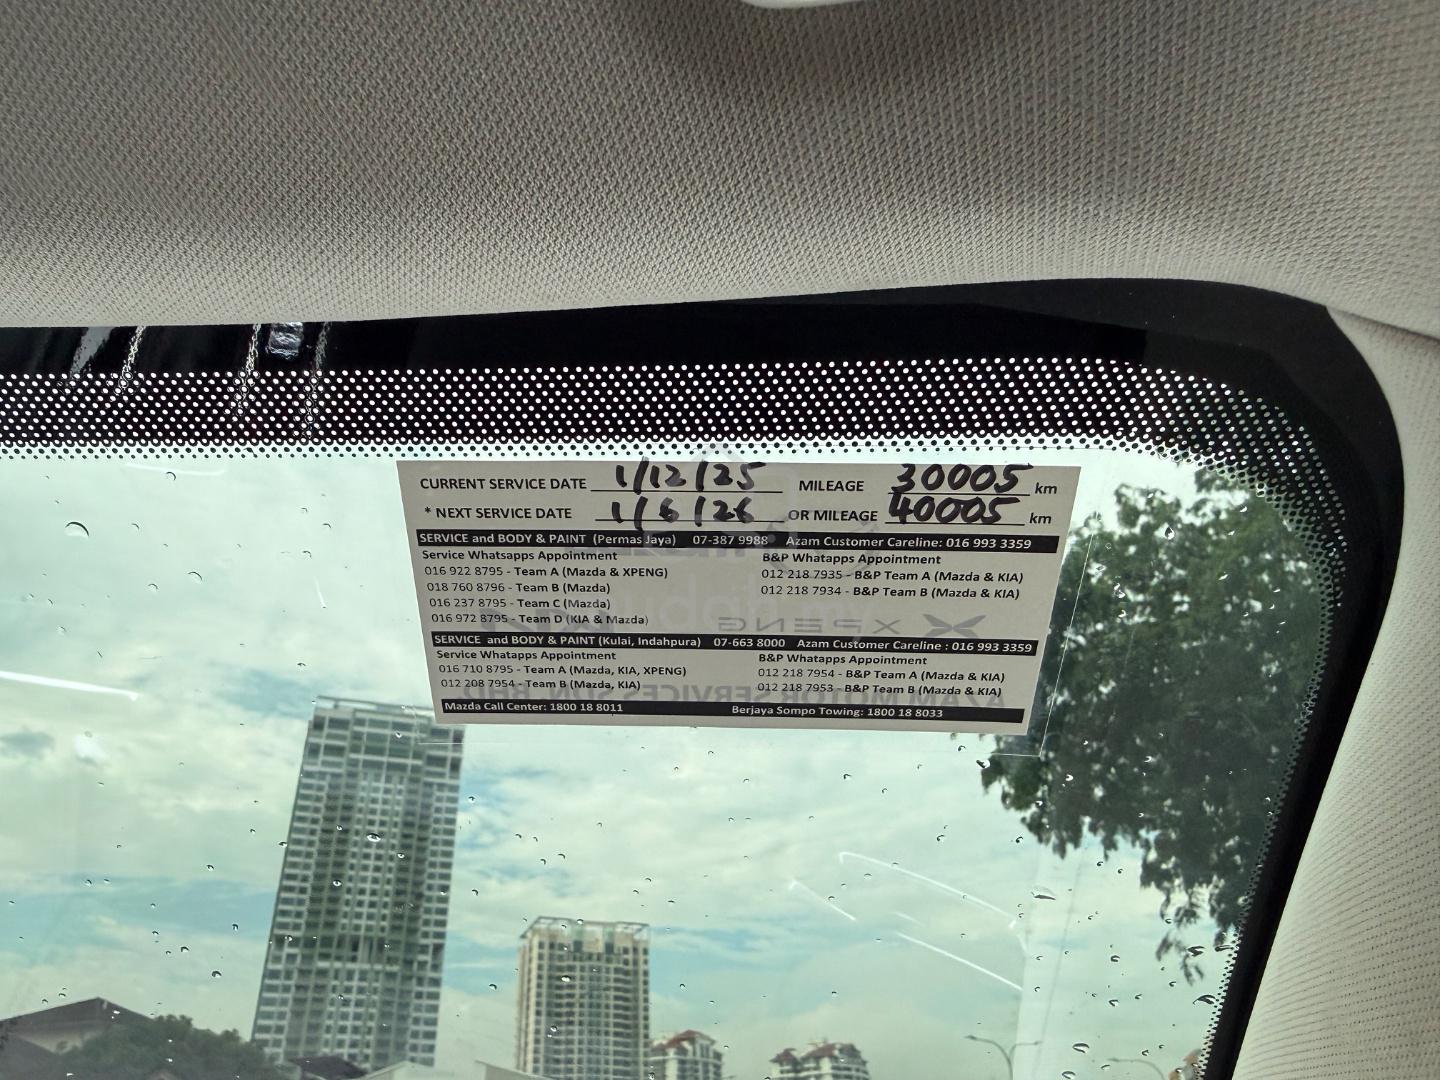 CURRENT SERVICE DATE 1/12/25 MILEAGE 30005 km
* NEXT SERVICE DATE 1/6/26 OR MILEAGE 40005 km
SERVICE and BODY & PAINT (Permas Jaya) 07-387 9988 Azam Customer Careline: 016 993 3359
Service Whatsapps Appointment B&P Whatapps Appointment
016 922 8795 - Team A (Mazda & XPENG) 012 218 7935 - B&P Team A (Mazda & KIA)
018 760 8796 - Team B (Mazda) 012 218 7934 - B&P Team B (Mazda & KIA)
016 237 8795 - Team C (Mazda)
016 972 8795 - Team D (KIA & Mazda)
XPENG
SERVICE and BODY & PAINT (Kulai, Indahpura) 07-663 8000 Azam Customer Careline : 016 993 3359
Service Whatapps Appointment B&P Whatapps Appointment
016 710 8795 - Team A (Mazda, KIA, XPENG) 012 218 7954 - B&P Team A (Mazda & KIA)
012 208 7954 - Team B (Mazda, KIA) 012 218 7953 - B&P Team B (Mazda & KIA)
Mazda Call Center: 1800 18 8011 Berjaya Sompo Towing: 1800 18 8033